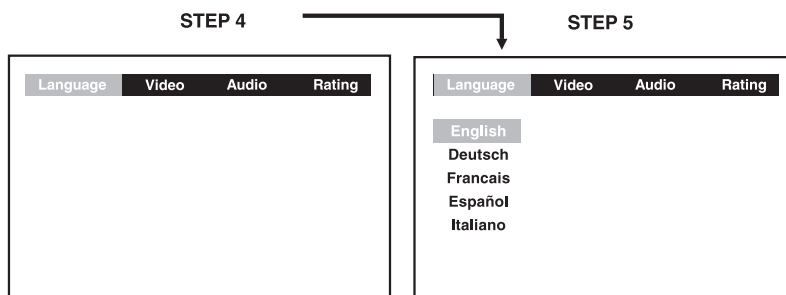 STEP 4
STEP 5
Language Video Audio Rating
Language Video Audio Rating
English
Deutsch
Francais
Español
Italiano